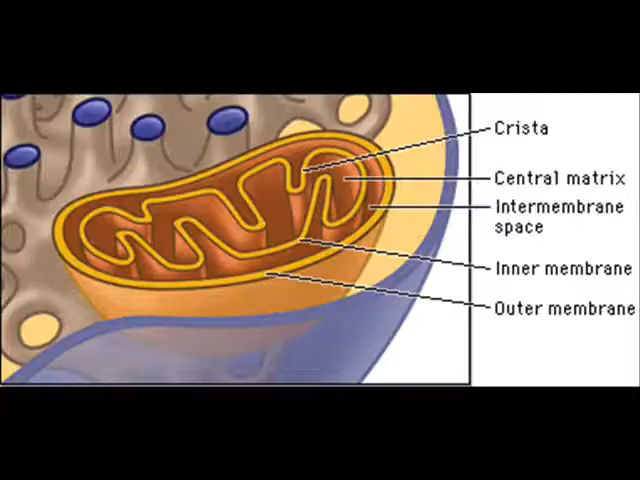 Crista
Central matrix
Intermembrane
space
Inner membrane
Outer membrane